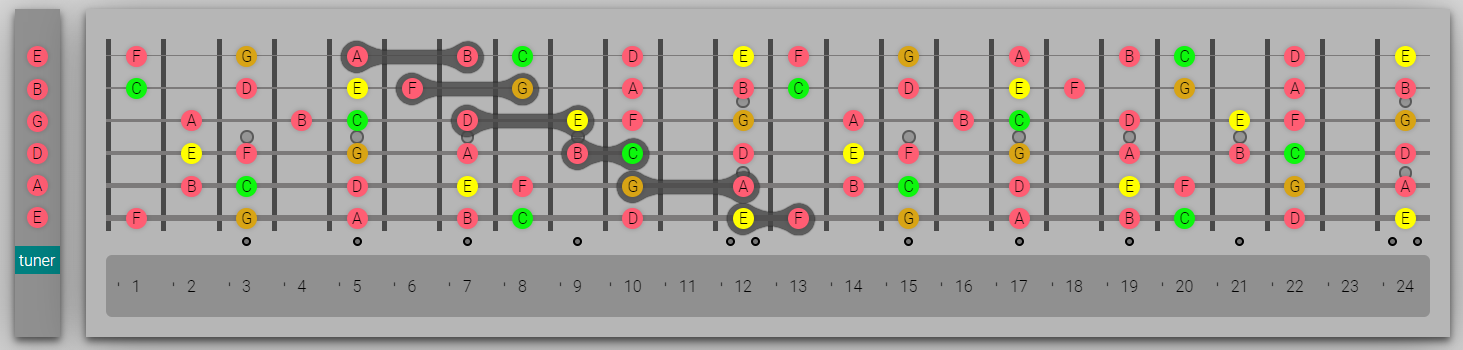 E F G A B C D E F G A B C D E
B C D E F G A B C D E F G A B
G A B C D E F G A B C D E F G
D E F G A B C D E F G A B C D
A B C D E F G A B C D E F G A
E F G A B C D E F G A B C D E
tuner
1 2 3 4 5 6 7 8 9 10 11 12 13 14 15 16 17 18 19 20 21 22 23 24